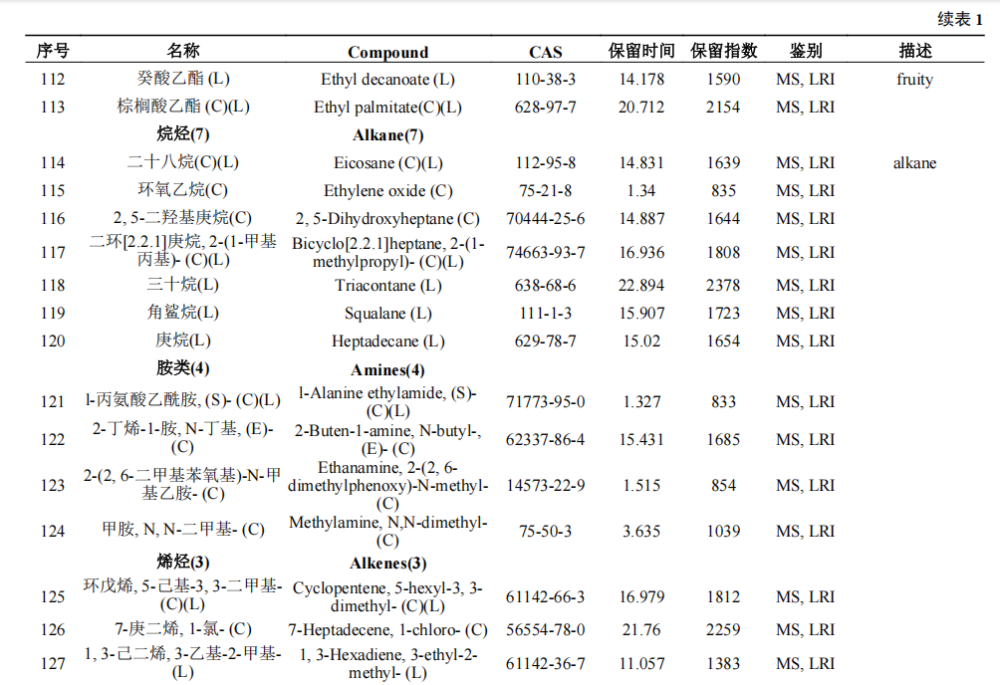 续表 1
序号 名称 Compound CAS 保留时间 保留指数 鉴别 描述
112 癸酸乙酯 (L) Ethyl decanoate (L) 110-38-3 14.178 1590 MS, LRI fruity
113 棕榈酸乙酯 (C)(L) Ethyl palmitate(C)(L) 628-97-7 20.712 2154 MS, LRI
烷烃(7) Alkane(7)
114 二十八烷(C)(L) Eicosane (C)(L) 112-95-8 14.831 1639 MS, LRI alkane
115 环氧乙烷(C) Ethylene oxide (C) 75-21-8 1.34 835 MS, LRI
116 2, 5-二羟基庚烷(C) 2, 5-Dihydroxyheptane (C) 70444-25-6 14.887 1644 MS, LRI
117 二环[2.2.1]庚烷, 2-(1-甲基 Bicyclo[2.2.1]heptane, 2-(1- 74663-93-7 16.936 1808 MS, LRI
丙基)- (C)(L) methylpropyl)- (C)(L)
118 三十烷(L) Triacontane (L) 638-68-6 22.894 2378 MS, LRI
119 角鲨烷(L) Squalane (L) 111-1-3 15.907 1723 MS, LRI
120 庚烷(L) Heptadecane (L) 629-78-7 15.02 1654 MS, LRI
胺类(4) Amines(4)
121 l-丙氨酸乙酰胺, (S)- (C)(L) l-Alanine ethylamide, (S)- 71773-95-0 1.327 833 MS, LRI
(C)(L)
122 2-丁烯-1-胺, N-丁基, (E)- 2-Buten-1-amine, N-butyl-, 62337-86-4 15.431 1685 MS, LRI
(C) (E)- (C)
123 2-(2, 6-二甲基苯氧基)-N-甲 Ethanamine, 2-(2, 6- 14573-22-9 1.515 854 MS, LRI
基乙胺- (C) dimethylphenoxy)-N-methyl-
(C)
124 甲胺, N, N-二甲基- (C) Methylamine, N,N-dimethyl- 75-50-3 3.635 1039 MS, LRI
(C)
烯烃(3) Alkenes(3)
125 环戊烯, 5-己基-3, 3-二甲基- Cyclopentene, 5-hexyl-3, 3- 61142-66-3 16.979 1812 MS, LRI
(C)(L) dimethyl- (C)(L)
126 7-庚二烯, 1-氯- (C) 7-Heptadecene, 1-chloro- (C) 56554-78-0 21.76 2259 MS, LRI
127 1, 3-己二烯, 3-乙基-2-甲基- 1, 3-Hexadiene, 3-ethyl-2- 61142-36-7 11.057 1383 MS, LRI
(L) methyl- (L)